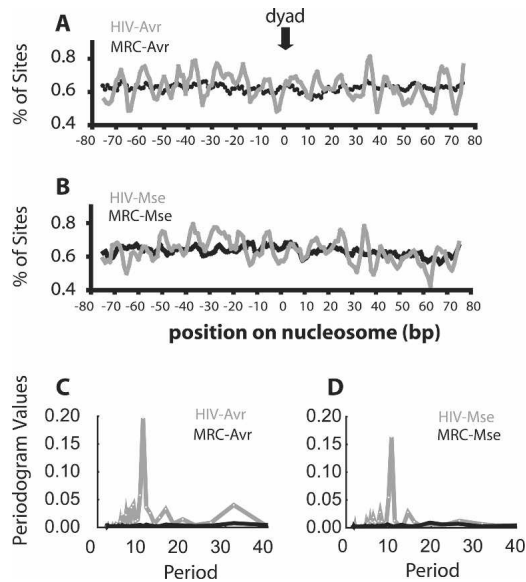 dyad
A
HIV-Avr
MRC-Avr
% of Sites
0.8
0.6
0.4
-80 -70 -60 -50 -40 -30 -20 -10 0 10 20 30 40 50 60 70 80
B
HIV-Mse
MRC-Mse
% of Sites
0.8
0.6
0.4
-80 -70 -60 -50 -40 -30 -20 -10 0 10 20 30 40 50 60 70 80
position on nucleosome (bp)
C
HIV-Avr
MRC-Avr
Periodogram Values
0.20
0.15
0.10
0.05
0.00
0 10 20 30 40
Period
D
HIV-Mse
MRC-Mse
0.20
0.15
0.10
0.05
0.00
0 10 20 30 40
Period